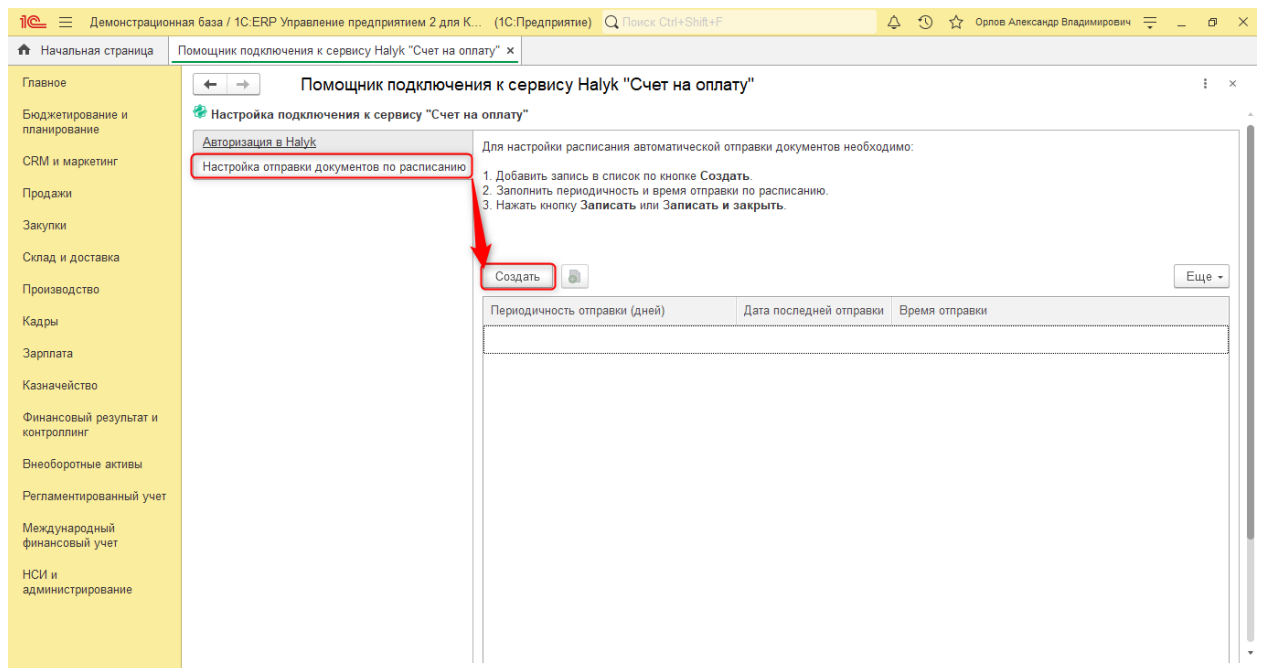 1С Демонстрационная база / 1С:ERP Управление предприятием 2 для К... (1С:Предприятие) Поиск Ctrl+Shift+F Орлов Александр Владимирович
Начальная страница Помощник подключения к сервису Halyk "Счет на оплату" ×
Главное
Бюджетирование и
планирование
CRM и маркетинг
Продажи
Закупки
Склад и доставка
Производство
Кадры
Зарплата
Казначейство
Финансовый результат и
контроллинг
Внеоборотные активы
Регламентированный учет
Международный
финансовый учет
НСИ и
администрирование
Помощник подключения к сервису Halyk "Счет на оплату"
Настройка подключения к сервису "Счет на оплату"
Авторизация в Halyk
Настройка отправки документов по расписанию
Для настройки расписания автоматической отправки документов необходимо:
1. Добавить запись в список по кнопке Создать.
2. Заполнить периодичность и время отправки по расписанию.
3. Нажать кнопку Записать или Записать и закрыть.
Создать Еще
Периодичность отправки (дней) Дата последней отправки Время отправки